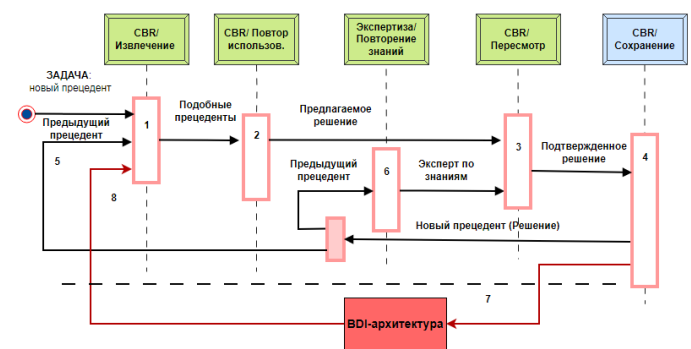 CBR/
Извлечение
CBR/ Повтор
использов.
Экспертиза/
Повторение
знаний
CBR/
Пересмотр
CBR/
Сохранение
ЗАДАЧА:
новый прецедент
Предыдущий
прецедент
1
Подобные
прецеденты
2
Предлагаемое
решение
3
Подтвержденное
решение
4
5
Предыдущий
прецедент
6
Эксперт по
знаниям
8
Новый прецедент (Решение)
7
BDI-архитектура